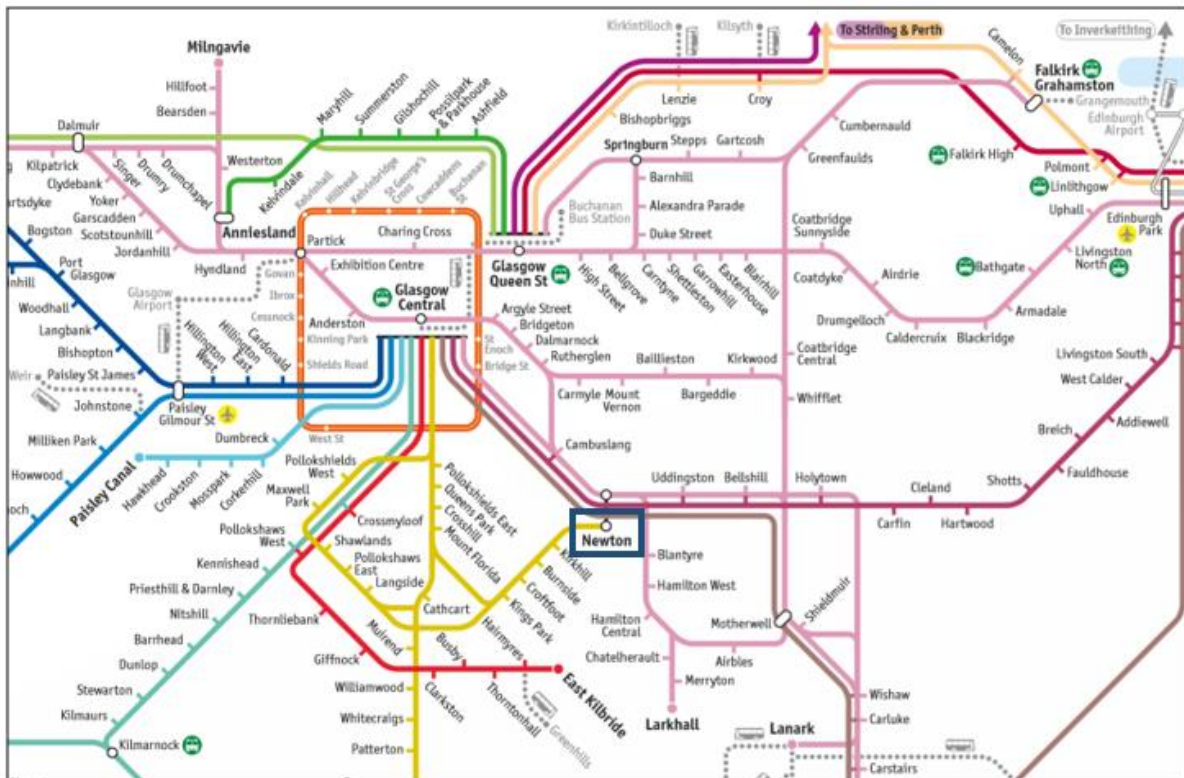 Milngavie
Hillfoot
Bearsden
Westerton
Dalmuir
Kilpatrick
Clydebank
Yoker
Garscadden
Scotstounhill
Jordanhill
Singer
Drumry
Drumchapel
Anniesland
Kelvindale
Maryhill
Summerston
Gilshochill
Possilpark
& Parkhouse
Ashfield
Kirkintilloch
Kilsyth
To Stirling & Perth
To Inverkeithing
Camelon
Falkirk
Grahamston
Grangemouth
Edinburgh
Airport
Lenzie
Croy
Bishopbriggs
Springburn
Stepps
Gartcosh
Cumbernauld
Greenfaulds
Falkirk High
Polmont
Linlithgow
Uphall
Edinburgh
Park
Barnhill
Alexandra Parade
Duke Street
Buchanan
Bus Station
Kelvinhall
St George's
Cross
Cowcaddens
Buchanan
St
Partick
Charing Cross
Hyndland
Exhibition Centre
Glasgow
Queen St
High Street
Bellgrove
Carntyne
Shettleston
Garrowhill
Easterhouse
Blairhill
Coatbridge
Sunnyside
Coatdyke
Airdrie
Drumgelloch
Caldercruix
Blackridge
Armadale
Bathgate
Livingston
North
artsdyke
Bogston
Port
Glasgow
nhill
Woodhall
Langbank
Bishopton
Paisley St James
Weir
Johnstone
Milliken Park
Howwood
och
Glasgow
Airport
Hillington
West
Hillington
East
Cardonald
Paisley
Gilmour St
Govan
Ibrox
Cessnock
Kinning Park
Shields Road
West St
Anderston
Glasgow
Central
St
Enoch
Bridge St
Argyle Street
Bridgeton
Dalmarnock
Rutherglen
Baillieston
Kirkwood
Carmyle
Mount
Vernon
Bargeddie
Coatbridge
Central
Whifflet
Cambuslang
Livingston South
West Calder
Addiewell
Breich
Fauldhouse
Shotts
Hartwood
Cleland
Carfin
Holytown
Bellshill
Uddingston
Paisley Canal
Hawkhead
Crookston
Mosspark
Corkerhill
Dumbreck
Pollokshields
West
Maxwell
Park
Pollokshaws
West
Crossmyloof
Shawlands
Pollokshaws
East
Langside
Pollokshields East
Queens Park
Crosshill
Mount Florida
Cathcart
Newton
Kirkhill
Burnside
Croftfoot
Kings Park
Kennishead
Priesthill & Darnley
Nitshill
Barrhead
Dunlop
Stewarton
Kilmaurs
Kilmarnock
Thornliebank
Giffnock
Muirend
Williamwood
Whitecraigs
Patterton
Busby
Clarkston
Thorntonhall
Hairmyres
East Kilbride
Greenhills
Blantyre
Hamilton West
Hamilton
Central
Chatelherault
Merryton
Larkhall
Airbles
Motherwell
Shieldmuir
Wishaw
Carluke
Lanark
Carstairs